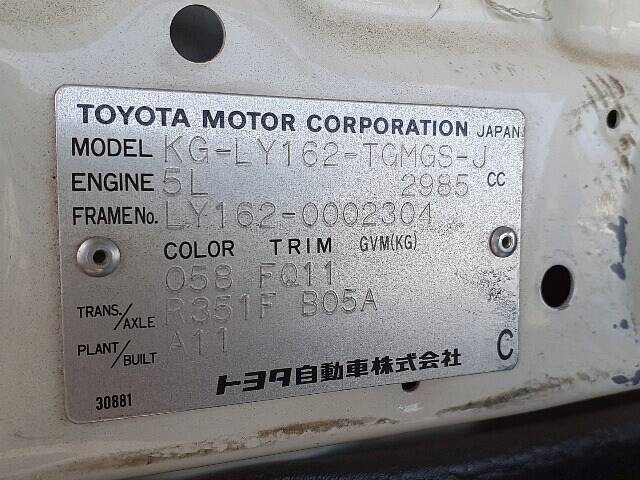 TOYOTA MOTOR CORPORATION JAPAN
MODEL KG-LY162-TGMGS-J
ENGINE 5L 2985 CC
FRAME No. LY162-0002304
COLOR TRIM GVM(KG)
058 FQ11
TRANS./AXLE R351F B05A
PLANT/BUILT A11
トヨタ自動車株式会社 C
30881